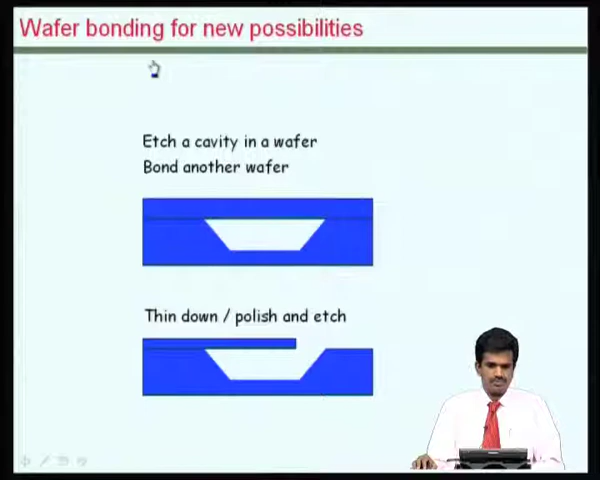 Wafer bonding for new possibilities
Etch a cavity in a wafer
Bond another wafer
Thin down / polish and etch